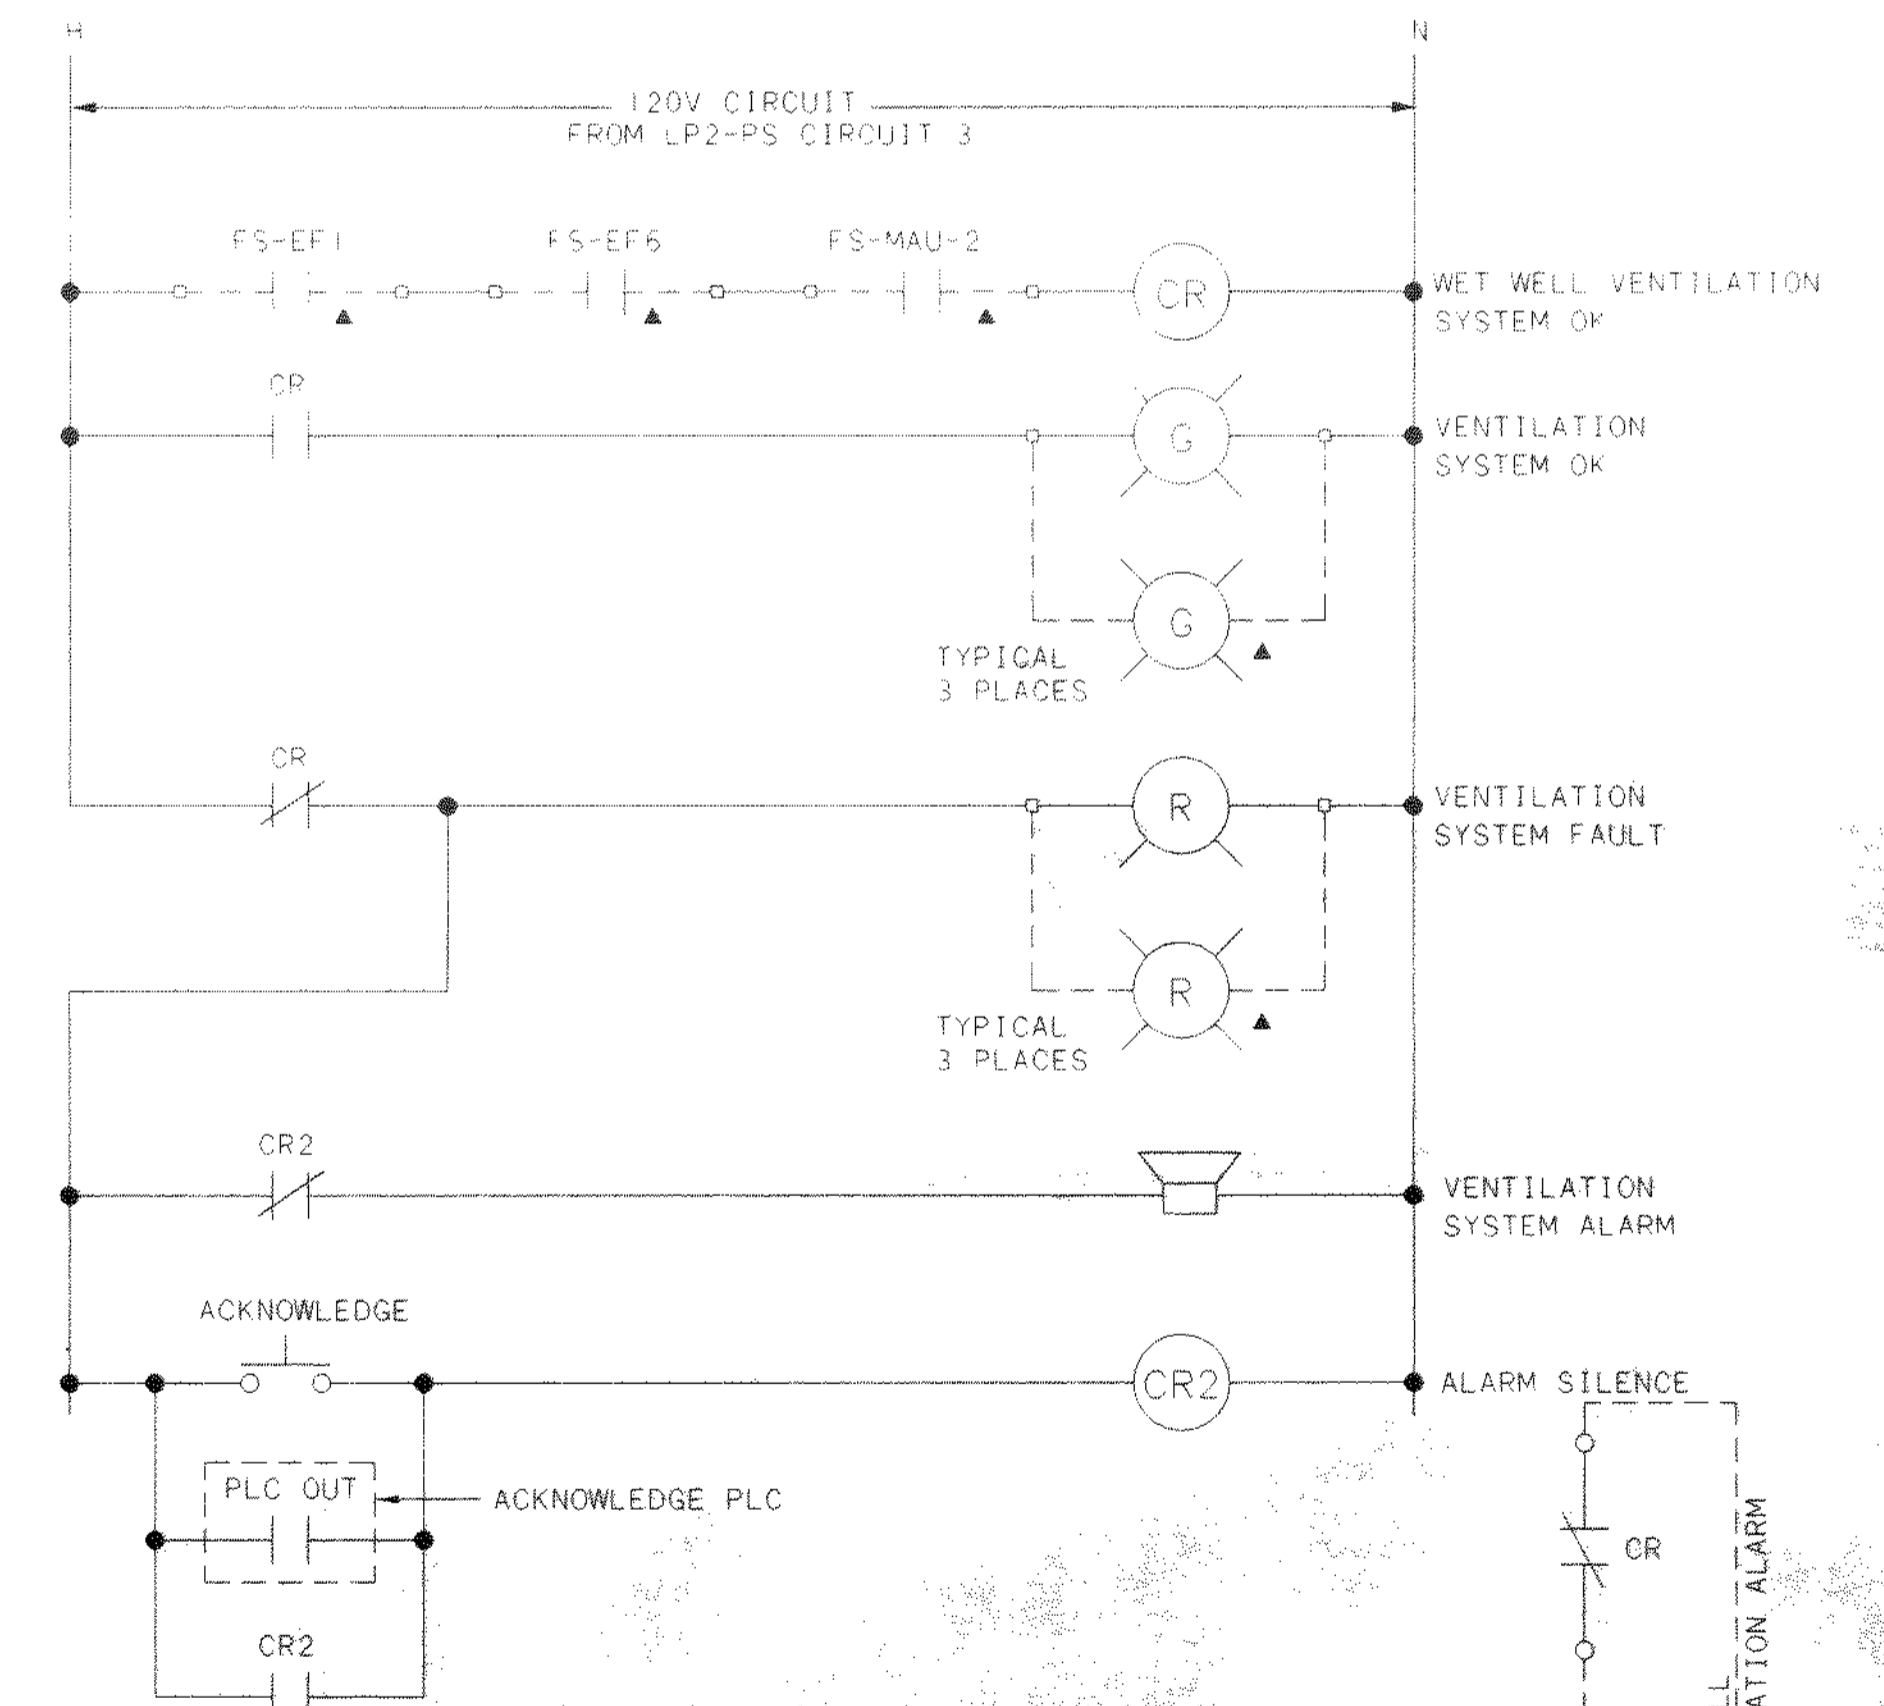 H
N
120V CIRCUIT
FROM LP2-PS CIRCUIT 3
FS-EF1
FS-EF6
FS-MAU-2
CR
WET WELL VENTILATION
SYSTEM OK
CR
G
VENTILATION
SYSTEM OK
G
TYPICAL
3 PLACES
CR
R
VENTILATION
SYSTEM FAULT
R
TYPICAL
3 PLACES
CR2
VENTILATION
SYSTEM ALARM
ACKNOWLEDGE
CR2
ALARM SILENCE
PLC OUT
ACKNOWLEDGE PLC
CR
CR2
ATION ALARM